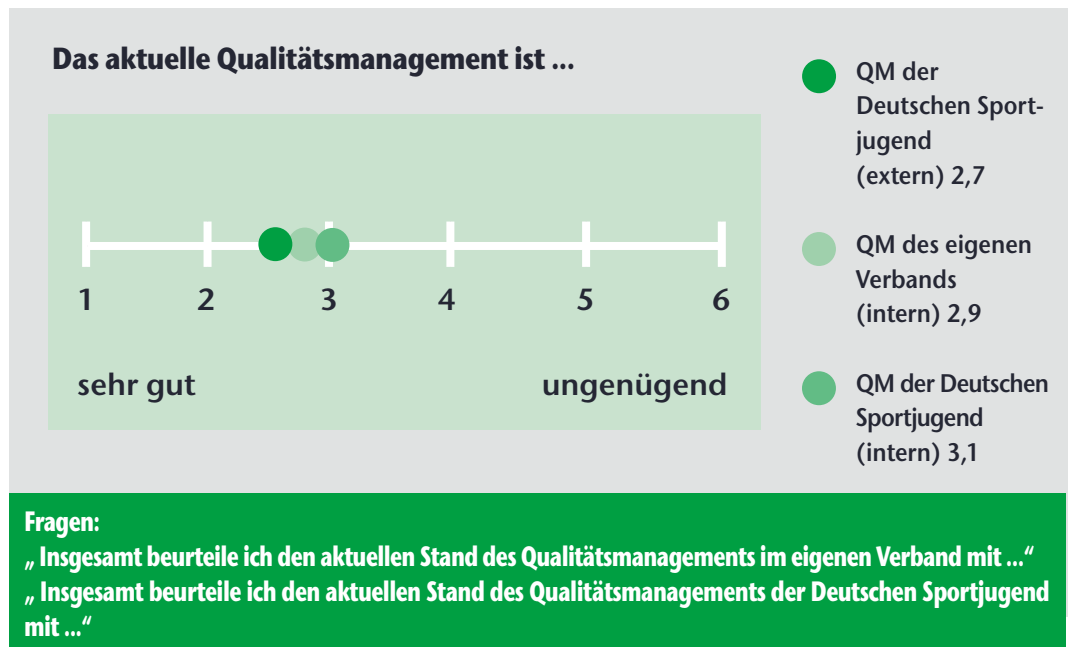 Das aktuelle Qualitätsmanagement ist ...
1 2 3 4 5 6
sehr gut ungenügend
QM der
Deutschen Sport-
jugend
(extern) 2,7
QM des eigenen
Verbands
(intern) 2,9
QM der Deutschen
Sportjugend
(intern) 3,1
Fragen:
„ Insgesamt beurteile ich den aktuellen Stand des Qualitätsmanagements im eigenen Verband mit ...“
„ Insgesamt beurteile ich den aktuellen Stand des Qualitätsmanagements der Deutschen Sportjugend
mit ...“